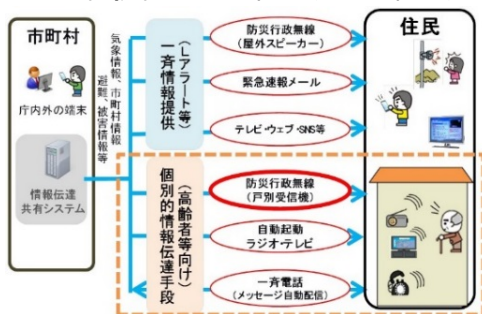 市町村
庁内外の端末
情報伝達
共有システム
気象情報、市町村情報
避難、被害情報等
(Lアラート等)
一斉情報提供
(高齢者等向け)
個別的情報伝達手段
防災行政無線
(屋外スピーカー)
緊急速報メール
テレビ・ウェブ・SNS等
防災行政無線
(戸別受信機)
自動起動
ラジオ・テレビ
一斉電話
(メッセージ自動配信)
住民